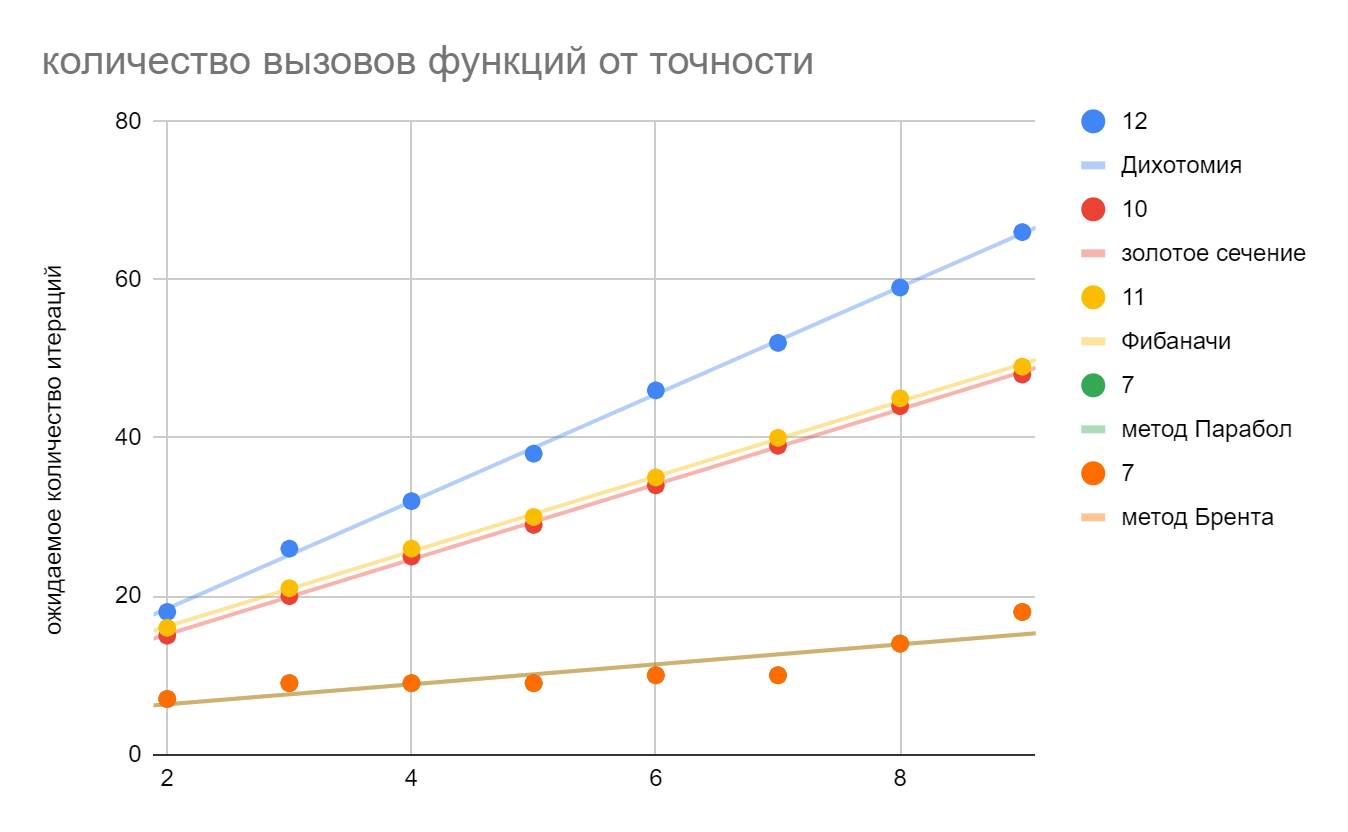 количество вызовов функций от точности
ожидаемое количество итераций
80
60
40
20
0
2
4
6
8
12
Дихотомия
10
золотое сечение
11
Фибаначи
7
метод Парабол
7
метод Брента